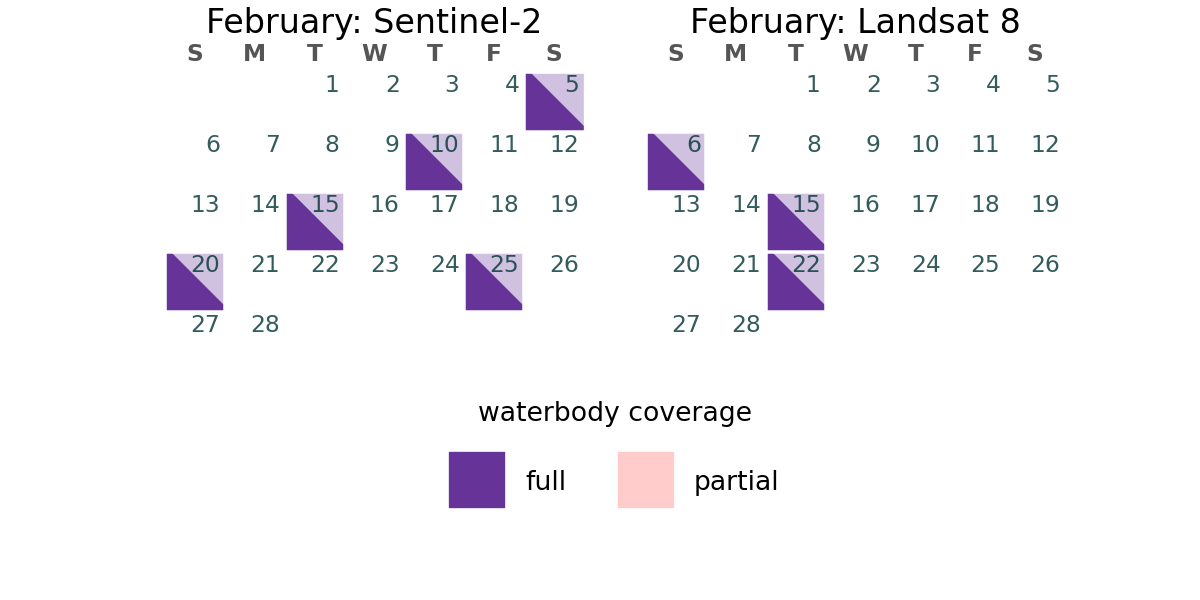 February: Sentinel-2
S M T W T F S
1 2 3 4 5
6 7 8 9 10 11 12
13 14 15 16 17 18 19
20 21 22 23 24 25 26
27 28
February: Landsat 8
S M T W T F S
1 2 3 4 5
6 7 8 9 10 11 12
13 14 15 16 17 18 19
20 21 22 23 24 25 26
27 28
waterbody coverage
full
partial